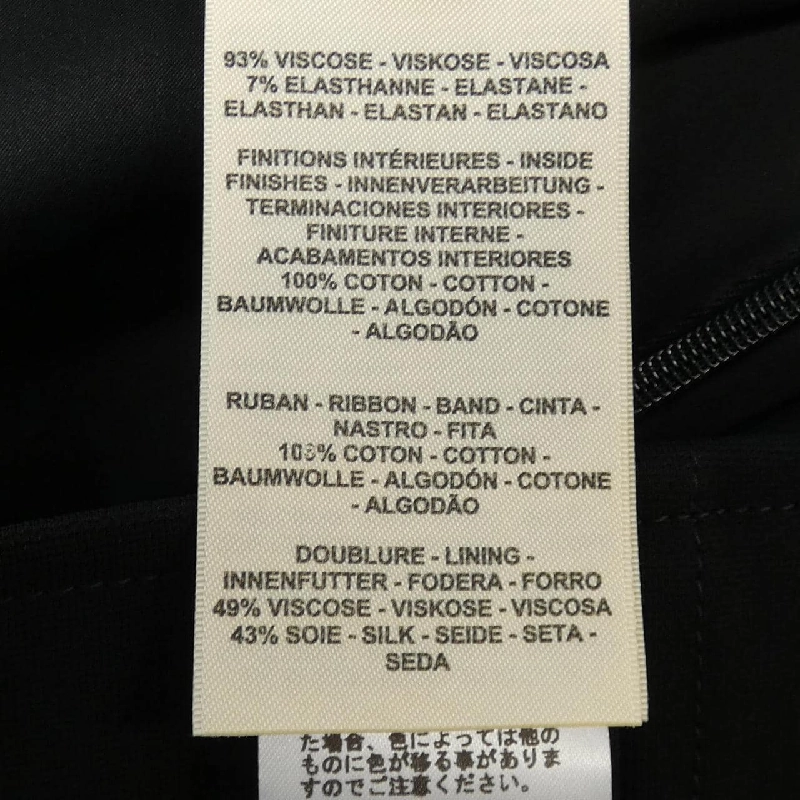 93% VISCOSE - VISKOSE - VISCOSA
7% ELASTHANNE - ELASTANE -
ELASTHAN - ELASTAN - ELASTANO
FINITIONS INTÉRIEURES - INSIDE
FINISHES - INNENVERARBEITUNG -
TERMINACIONES INTERIORES -
FINITURE INTERNE -
ACABAMENTOS INTERIORES
100% COTON - COTTON -
BAUMWOLLE - ALGODÓN - COTONE
- ALGODÃO
RUBAN - RIBBON - BAND - CINTA -
NASTRO - FITA
100% COTON - COTTON -
BAUMWOLLE - ALGODÓN - COTONE
- ALGODÃO
DOUBLURE - LINING -
INNENFUTTER - FODERA - FORRO
49% VISCOSE - VISKOSE - VISCOSA
43% SOIE - SILK - SEIDE - SETA -
SEDA
た場合、色によっては他の
ものに色が移る事がありま
すのでご注意ください。